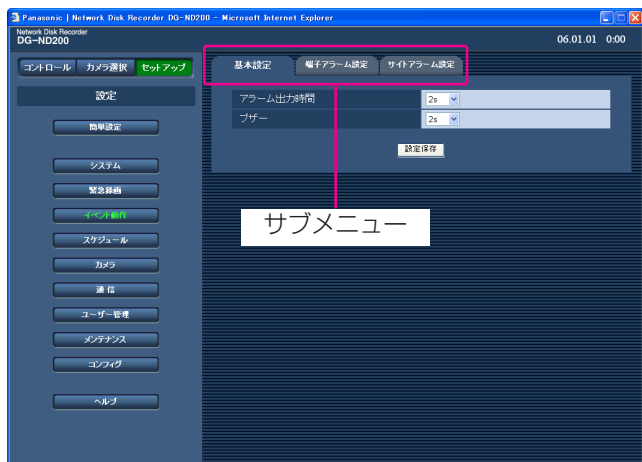 Panasonic | Network Disk Recorder DG-ND200 - Microsoft Internet Explorer
Network Disk Recorder
DG-ND200
06.01.01 0:00
コントロール カメラ選択 セットアップ
基本設定 端子アラーム設定 サイトアラーム設定
設定
アラーム出力時間 2s
ブザー 2s
設定保存
簡単設定
システム
緊急録画
イベント動作
スケジュール
カメラ
通信
ユーザー管理
メンテナンス
コンフィグ
ヘルプ
サブメニュー